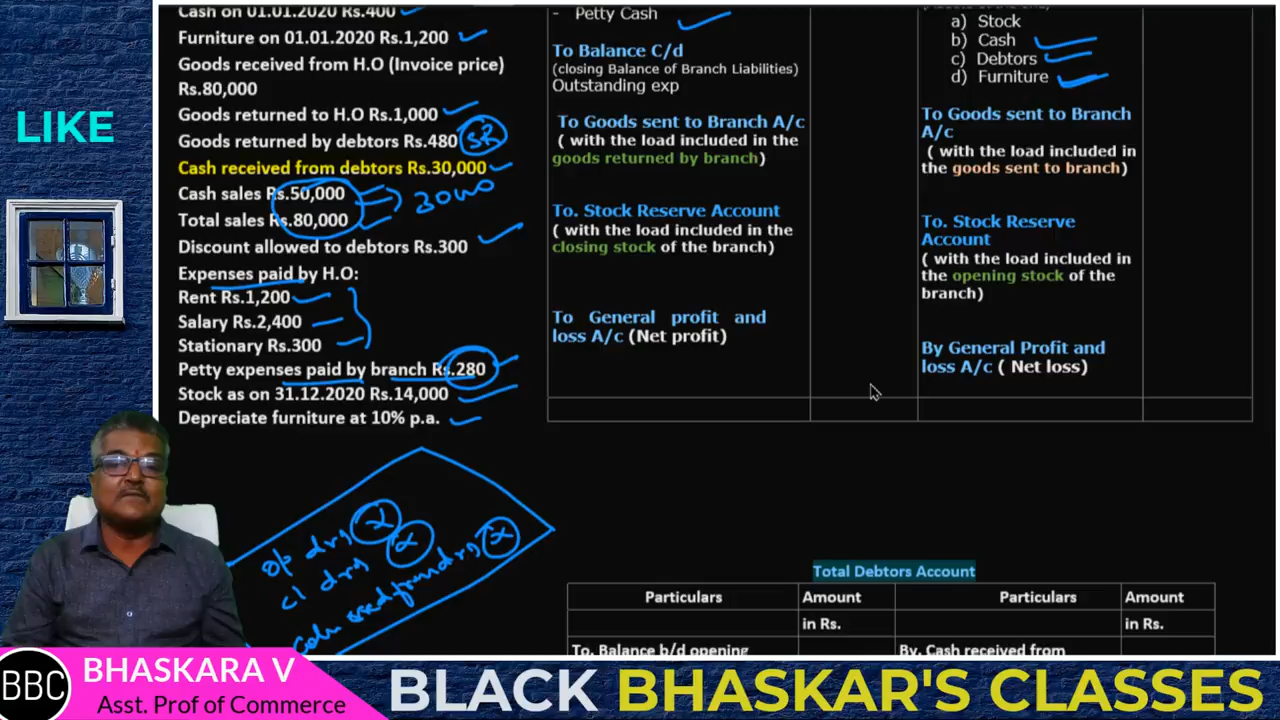 Cash on 01.01.2020 Rs.400
Furniture on 01.01.2020 Rs.1,200
Goods received from H.O (Invoice price)
Rs.80,000
Goods returned to H.O Rs.1,000
Goods returned by debtors Rs.480 SR
Cash received from debtors Rs.30,000
Cash sales Rs.50,000
Total sales Rs.80,000
Discount allowed to debtors Rs.300
Expenses paid by H.O:
Rent Rs.1,200
Salary Rs.2,400
Stationary Rs.300
Petty expenses paid by branch Rs.280
Stock as on 31.12.2020 Rs.14,000
Depreciate furniture at 10% p.a.
LIKE
o/p drs
cl drs
- Petty Cash
To Balance C/d
(closing Balance of Branch Liabilities)
Outstanding exp
To Goods sent to Branch A/c
( with the load included in the
goods returned by branch)
To. Stock Reserve Account
( with the load included in the
closing stock of the branch)
To General profit and
loss A/c (Net profit)
a) Stock
b) Cash
c) Debtors
d) Furniture
To Goods sent to Branch
A/c
( with the load included in
the goods sent to branch)
To. Stock Reserve
Account
( with the load included in
the opening stock of the
branch)
By General Profit and
loss A/c ( Net loss)
Total Debtors Account
Particulars Amount Particulars Amount
in Rs. in Rs.
To. Balance b/d opening By. Cash received from
BBC
BHASKARA V
Asst. Prof of Commerce
BLACK BHASKAR'S CLASSES